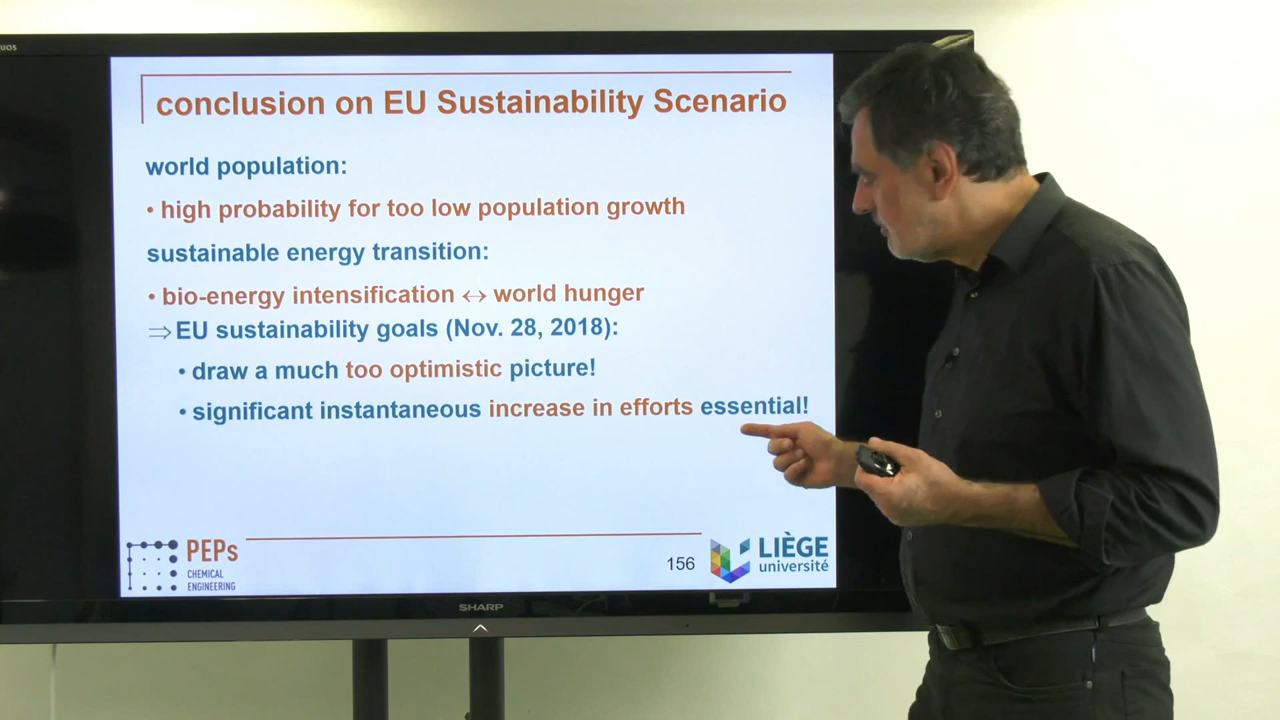 conclusion on EU Sustainability Scenario
world population:
• high probability for too low population growth
sustainable energy transition:
• bio-energy intensification ↔ world hunger
⇒ EU sustainability goals (Nov. 28, 2018):
• draw a much too optimistic picture!
• significant instantaneous increase in efforts essential!
PEPs
CHEMICAL
ENGINEERING
156
LIÈGE
université
SHARP